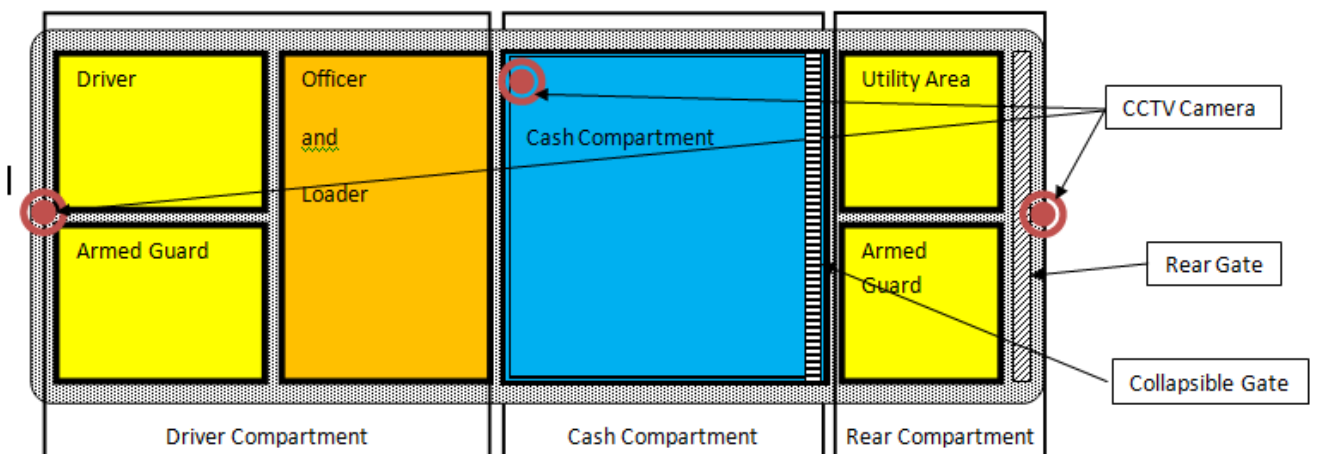 Driver
Officer
and
Loader
Cash Compartment
Utility Area
CCTV Camera
Armed Guard
Armed
Guard
Rear Gate
Collapsible Gate
Driver Compartment
Cash Compartment
Rear Compartment